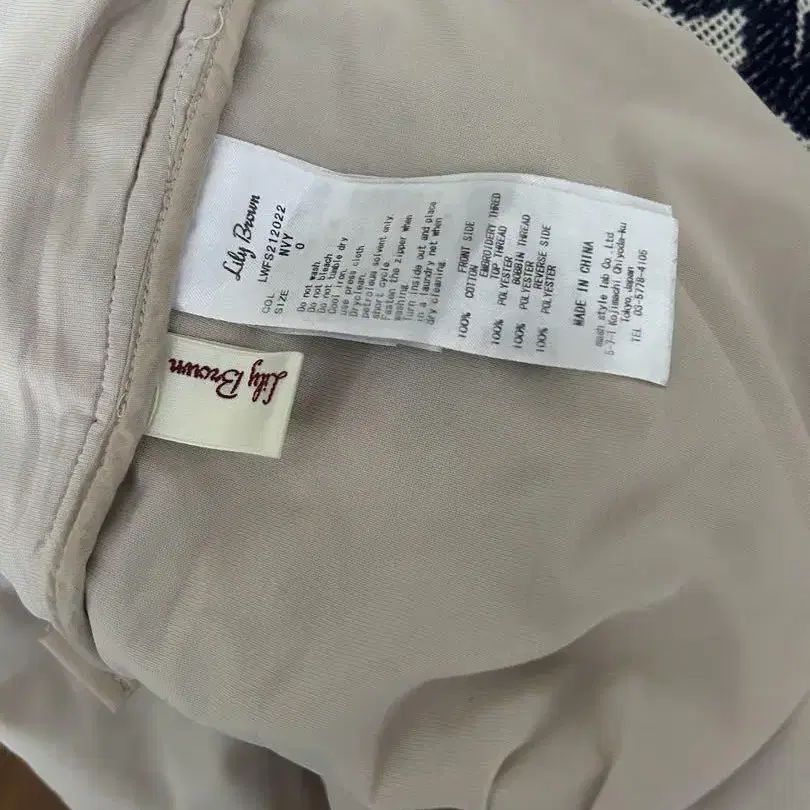 Lily Brown
LWFS212022
COL NVY
SIZE 0
Do not wash.
Do not bleach
Do not tumble dry
Cool iron.
use press cloth
Dryclean.
petroleum solvent only.
short cycle.
Fasten the zipper when
washing.
turn inside out and place
in a laundry net when
dry cleaning.
FRONT SIDE
100% COTTON
EMBROIDERY THRED
TOP THREAD
100% POLYESTER
BOBBIN THREAD
100% POLYESTER
REVERSE SIDE
100% POLYESTER
MADE IN CHINA
mash style lab Co. Ltd.
5-7-1 Kojimachi Chiyoda-ku
Tokyo, Japan
TEL 03-5778-4106
Lily Brown